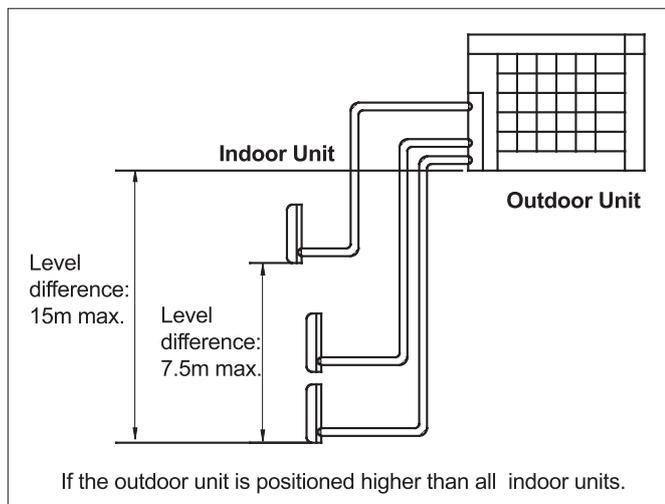 Indoor Unit
Outdoor Unit
Level
difference:
15m max.
Level
difference:
7.5m max.
If the outdoor unit is positioned higher than all indoor units.